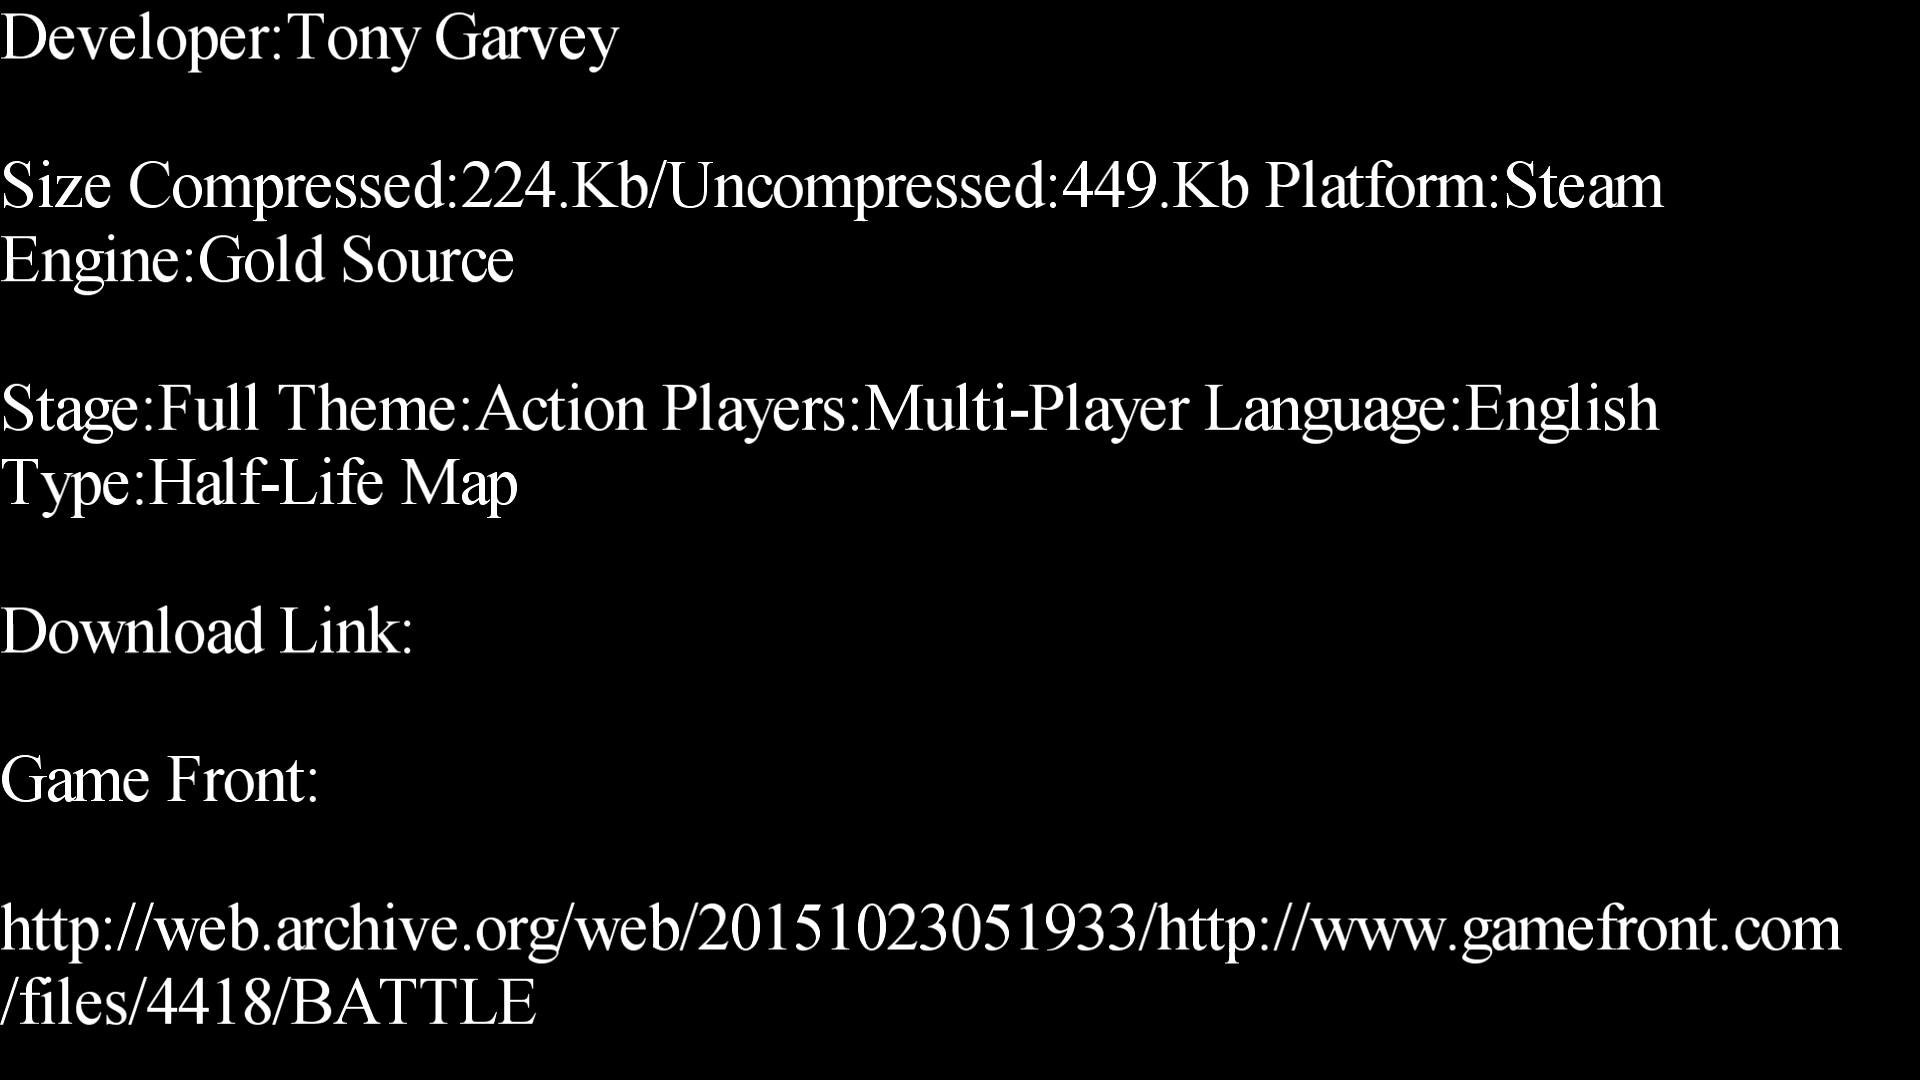 Developer:Tony Garvey
Size Compressed:224.Kb/Uncompressed:449.Kb Platform:Steam
Engine:Gold Source
Stage:Full Theme:Action Players:Multi-Player Language:English
Type:Half-Life Map
Download Link:
Game Front:
http://web.archive.org/web/20151023051933/http://www.gamefront.com
/files/4418/BATTLE